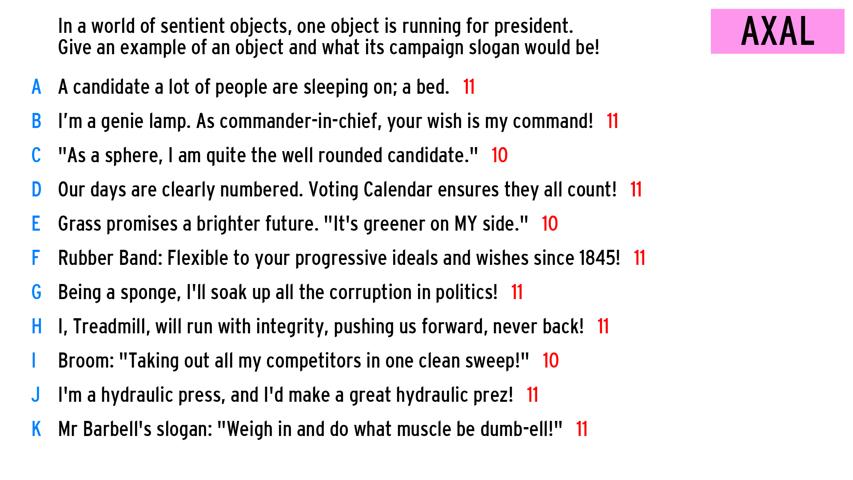 In a world of sentient objects, one object is running for president.
Give an example of an object and what its campaign slogan would be!
AXAL
A A candidate a lot of people are sleeping on; a bed. 11
B I'm a genie lamp. As commander-in-chief, your wish is my command! 11
C "As a sphere, I am quite the well rounded candidate." 10
D Our days are clearly numbered. Voting Calendar ensures they all count! 11
E Grass promises a brighter future. "It's greener on MY side." 10
F Rubber Band: Flexible to your progressive ideals and wishes since 1845! 11
G Being a sponge, I'll soak up all the corruption in politics! 11
H I, Treadmill, will run with integrity, pushing us forward, never back! 11
I Broom: "Taking out all my competitors in one clean sweep!" 10
J I'm a hydraulic press, and I'd make a great hydraulic prez! 11
K Mr Barbell's slogan: "Weigh in and do what muscle be dumb-ell!" 11